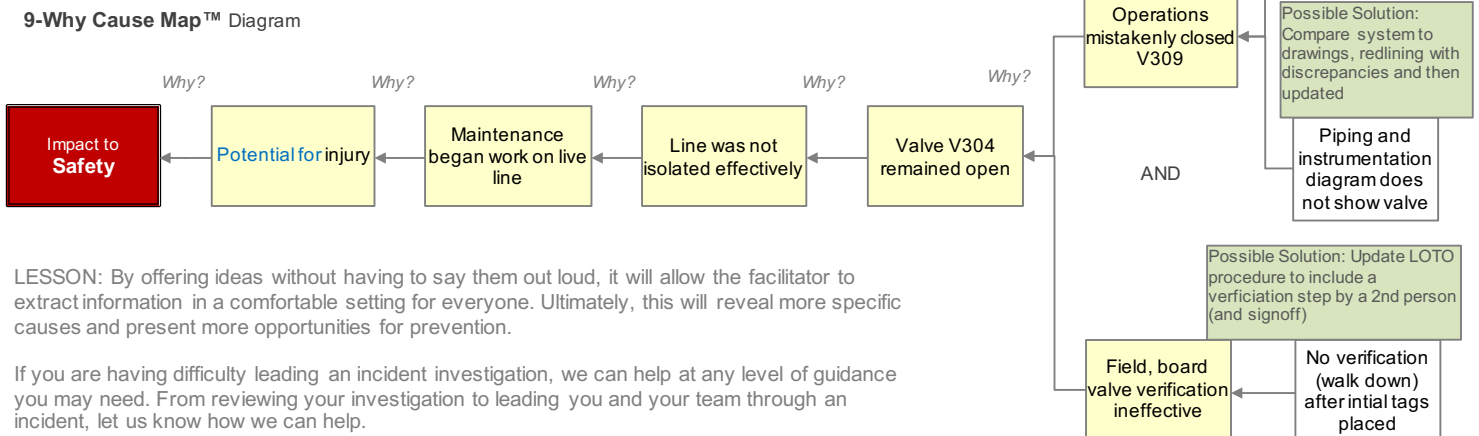 9-Why Cause Map™ Diagram
Why?
Why?
Why?
Why?
Why?
Impact to
Safety
Potential for injury
Maintenance
began work on live
line
Line was not
isolated effectively
Valve V304
remained open
Operations
mistakenly closed
V309
Possible Solution:
Compare system to
drawings, redlining with
discrepancies and then
updated
Piping and
instrumentation
diagram does
not show valve
AND
Possible Solution: Update LOTO
procedure to include a
verficiation step by a 2nd person
(and signoff)
Field, board
valve verification
ineffective
No verification
(walk down)
after intial tags
placed
LESSON: By offering ideas without having to say them out loud, it will allow the facilitator to
extract information in a comfortable setting for everyone. Ultimately, this will reveal more specific
causes and present more opportunities for prevention.
If you are having difficulty leading an incident investigation, we can help at any level of guidance
you may need. From reviewing your investigation to leading you and your team through an
incident, let us know how we can help.